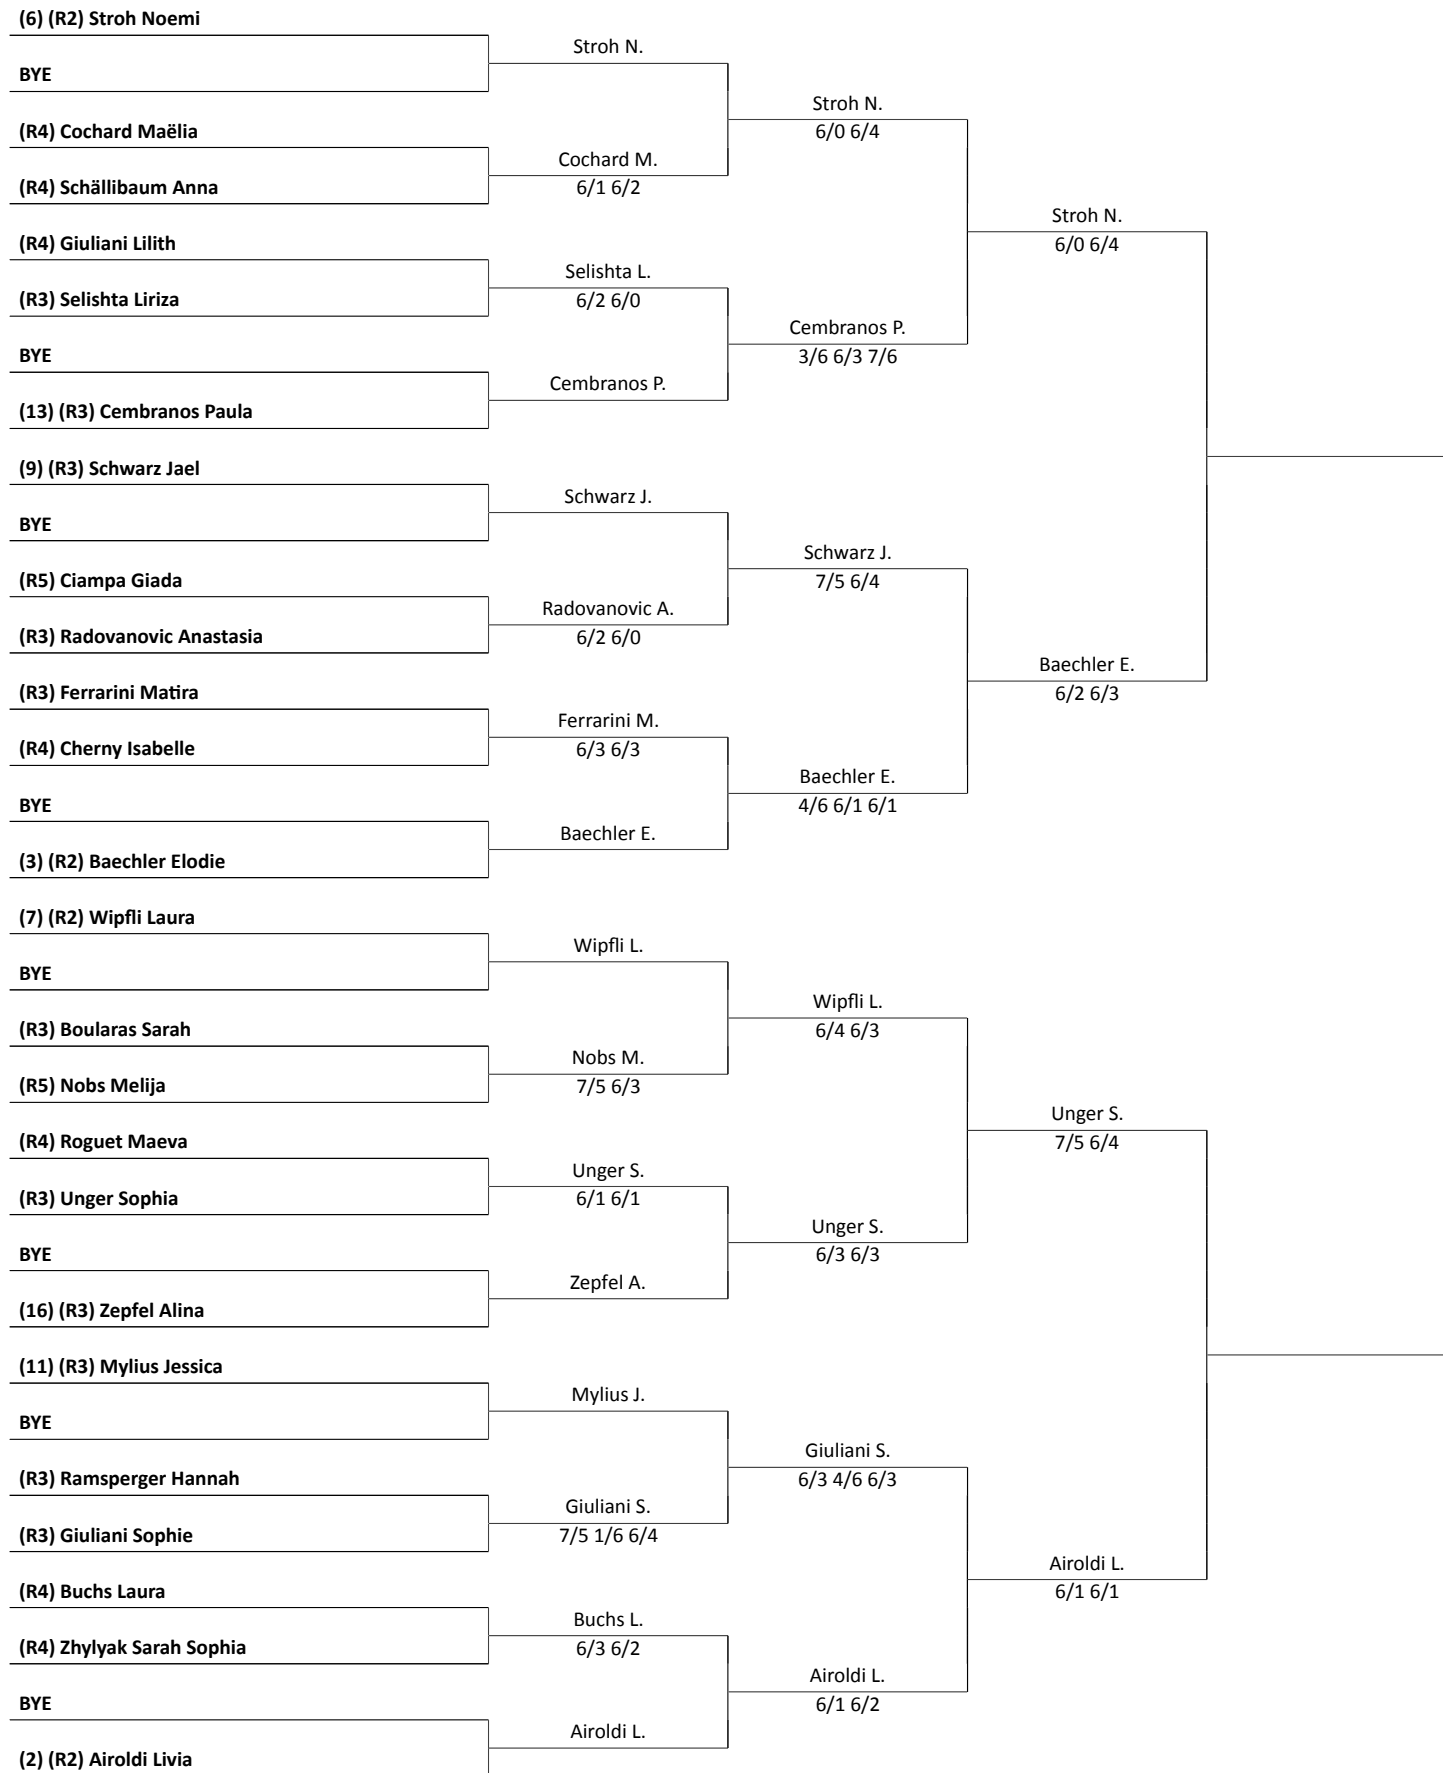 (6) (R2) Stroh Noemi
Stroh N.
BYE
Stroh N.
6/0 6/4
(R4) Cochard Maëlia
Cochard M.
6/1 6/2
(R4) Schällibaum Anna
Stroh N.
6/0 6/4
(R4) Giuliani Lilith
Selishta L.
6/2 6/0
(R3) Selishta Liriza
Cembranos P.
3/6 6/3 7/6
BYE
Cembranos P.
(13) (R3) Cembranos Paula
(9) (R3) Schwarz Jael
Schwarz J.
BYE
Schwarz J.
7/5 6/4
(R5) Ciampa Giada
Radovanovic A.
6/2 6/0
(R3) Radovanovic Anastasia
Baechler E.
6/2 6/3
(R3) Ferrarini Matira
Ferrarini M.
6/3 6/3
(R4) Cherny Isabelle
Baechler E.
4/6 6/1 6/1
BYE
Baechler E.
(3) (R2) Baechler Elodie
(7) (R2) Wipfli Laura
Wipfli L.
BYE
Wipfli L.
6/4 6/3
(R3) Boularas Sarah
Nobs M.
7/5 6/3
(R5) Nobs Melija
Unger S.
7/5 6/4
(R4) Roguet Maeva
Unger S.
6/1 6/1
(R3) Unger Sophia
Unger S.
6/3 6/3
BYE
Zepfel A.
(16) (R3) Zepfel Alina
(11) (R3) Mylius Jessica
Mylius J.
BYE
Giuliani S.
6/3 4/6 6/3
(R3) Ramsperger Hannah
Giuliani S.
7/5 1/6 6/4
(R3) Giuliani Sophie
Airoldi L.
6/1 6/1
(R4) Buchs Laura
Buchs L.
6/3 6/2
(R4) Zhylyak Sarah Sophia
Airoldi L.
6/1 6/2
BYE
Airoldi L.
(2) (R2) Airoldi Livia